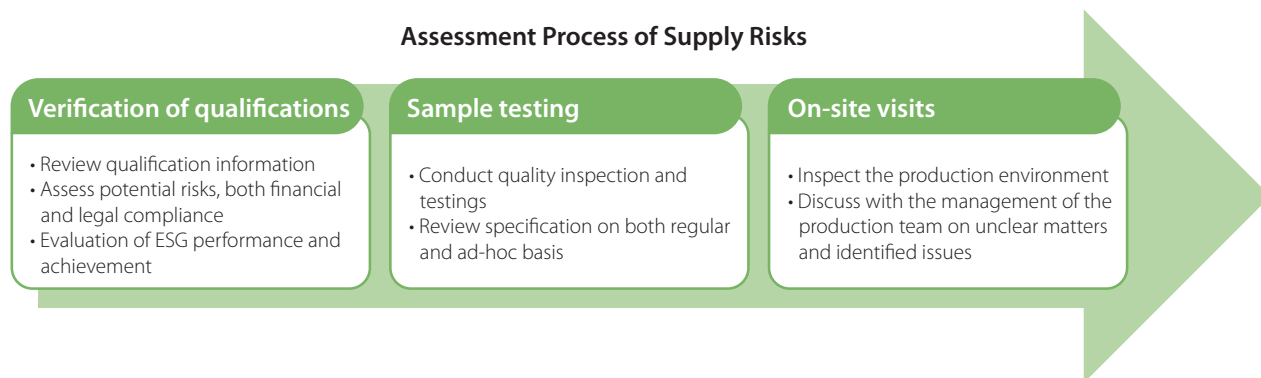 Assessment Process of Supply Risks
Verification of qualifications
• Review qualification information
• Assess potential risks, both financial
and legal compliance
• Evaluation of ESG performance and
achievement
Sample testing
• Conduct quality inspection and
testings
• Review specification on both regular
and ad-hoc basis
On-site visits
• Inspect the production environment
• Discuss with the management of the
production team on unclear matters
and identified issues